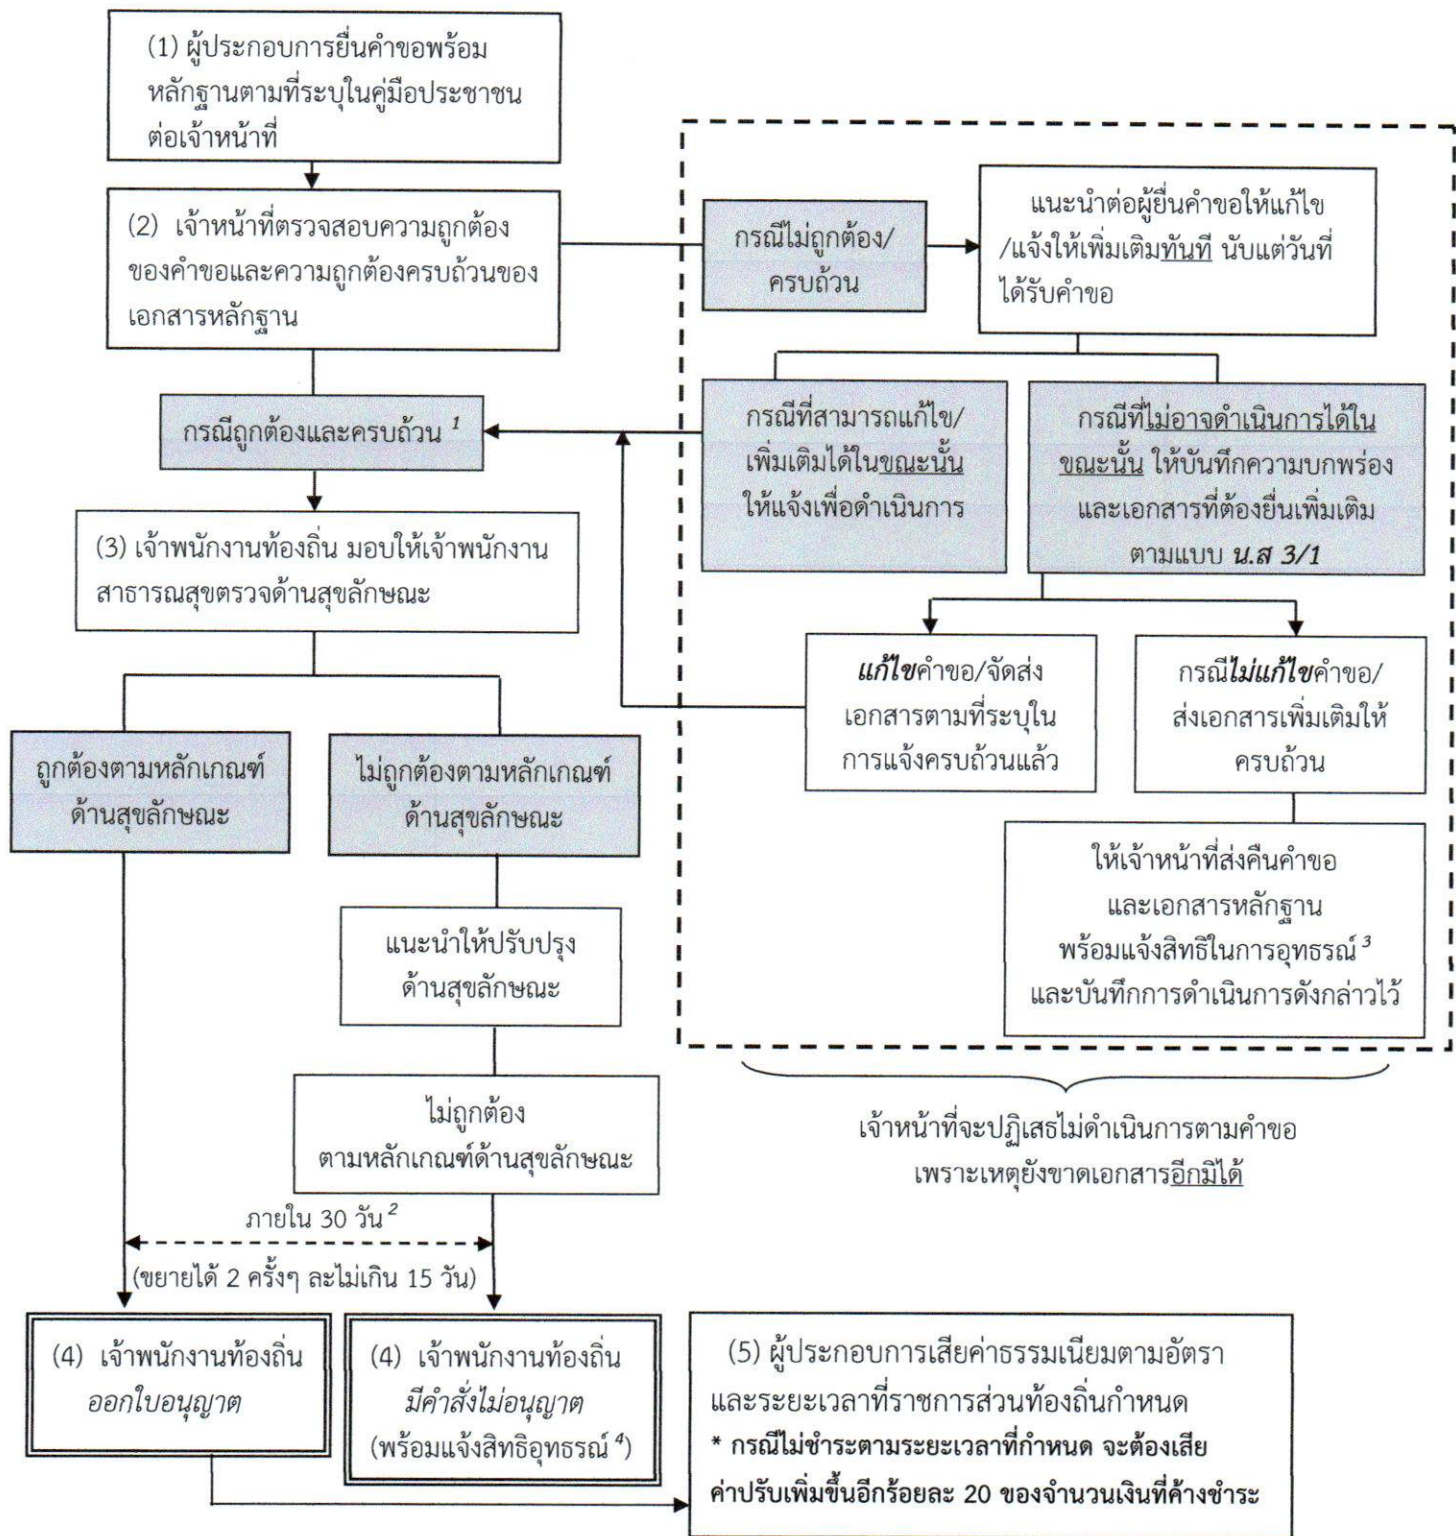 (1) ผู้ประกอบการยื่นคำขอพร้อม
หลักฐานตามที่ระบุในคู่มือประชาชน
ต่อเจ้าหน้าที่
(2) เจ้าหน้าที่ตรวจสอบความถูกต้อง
ของคำขอและความถูกต้องครบถ้วนของ
เอกสารหลักฐาน
กรณีไม่ถูกต้อง/
ครบถ้วน
แนะนำต่อผู้ยื่นคำขอให้แก้ไข
/แจ้งให้เพิ่มเติมทันที นับแต่วันที่
ได้รับคำขอ
กรณีถูกต้องและครบถ้วน 1
กรณีที่สามารถแก้ไข/
เพิ่มเติมได้ในขณะนั้น
ให้แจ้งเพื่อดำเนินการ
กรณีที่ไม่อาจดำเนินการได้ใน
ขณะนั้น ให้บันทึกความบกพร่อง
และเอกสารที่ต้องยื่นเพิ่มเติม
ตามแบบ น.ส 3/1
(3) เจ้าพนักงานท้องถิ่น มอบให้เจ้าพนักงาน
สาธารณสุขตรวจด้านสุขลักษณะ
แก้ไขคำขอ/จัดส่ง
เอกสารตามที่ระบุใน
การแจ้งครบถ้วนแล้ว
กรณีไม่แก้ไขคำขอ/
ส่งเอกสารเพิ่มเติมให้
ครบถ้วน
ถูกต้องตามหลักเกณฑ์
ด้านสุขลักษณะ
ไม่ถูกต้องตามหลักเกณฑ์
ด้านสุขลักษณะ
ให้เจ้าหน้าที่ส่งคืนคำขอ
และเอกสารหลักฐาน
พร้อมแจ้งสิทธิในการอุทธรณ์ 3
และบันทึกการดำเนินการดังกล่าวไว้
แนะนำให้ปรับปรุง
ด้านสุขลักษณะ
ไม่ถูกต้อง
ตามหลักเกณฑ์ด้านสุขลักษณะ
เจ้าหน้าที่จะปฏิเสธไม่ดำเนินการตามคำขอ
เพราะเหตุยังขาดเอกสารอีกมิได้
ภายใน 30 วัน 2
(ขยายได้ 2 ครั้งๆ ละไม่เกิน 15 วัน)
(4) เจ้าพนักงานท้องถิ่น
ออกใบอนุญาต
(4) เจ้าพนักงานท้องถิ่น
มีคำสั่งไม่อนุญาต
(พร้อมแจ้งสิทธิอุทธรณ์ 4)
(5) ผู้ประกอบการเสียค่าธรรมเนียมตามอัตรา
และระยะเวลาที่ราชการส่วนท้องถิ่นกำหนด
* กรณีไม่ชำระตามระยะเวลาที่กำหนด จะต้องเสีย
ค่าปรับเพิ่มขึ้นอีกร้อยละ 20 ของจำนวนเงินที่ค้างชำระ